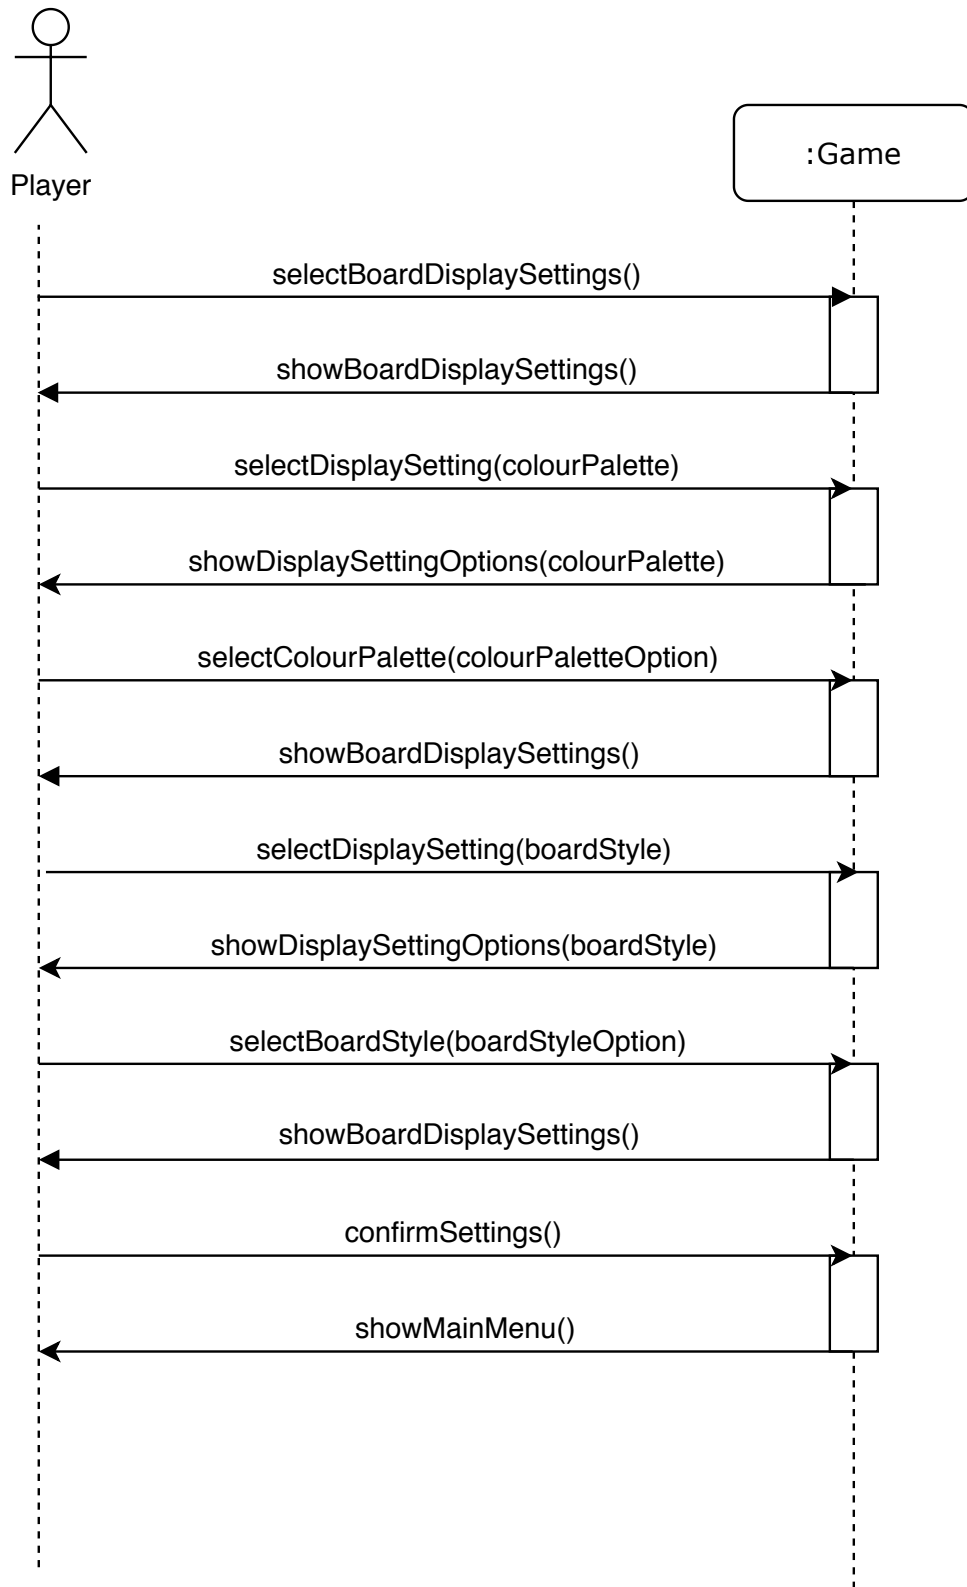 Player
:Game
selectBoardDisplaySettings()
showBoardDisplaySettings()
selectDisplaySetting(colourPalette)
showDisplaySettingOptions(colourPalette)
selectColourPalette(colourPaletteOption)
showBoardDisplaySettings()
selectDisplaySetting(boardStyle)
showDisplaySettingOptions(boardStyle)
selectBoardStyle(boardStyleOption)
showBoardDisplaySettings()
confirmSettings()
showMainMenu()